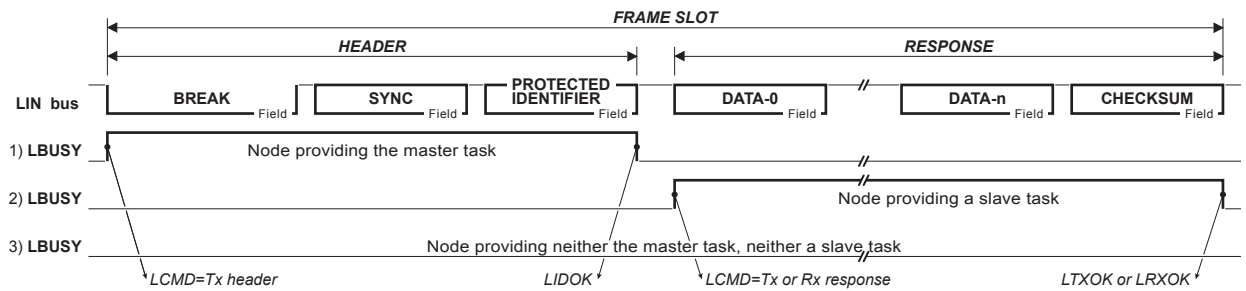 FRAME SLOT
HEADER
RESPONSE
LIN bus
BREAK
Field
SYNC
Field
PROTECTED
IDENTIFIER
Field
DATA-0
Field
DATA-n
Field
CHECKSUM
Field
1) LBUSY
Node providing the master task
2) LBUSY
Node providing a slave task
3) LBUSY
Node providing neither the master task, neither a slave task
LCMD=Tx header
LIDOK
LCMD=Tx or Rx response
LTXOK or LRXOK